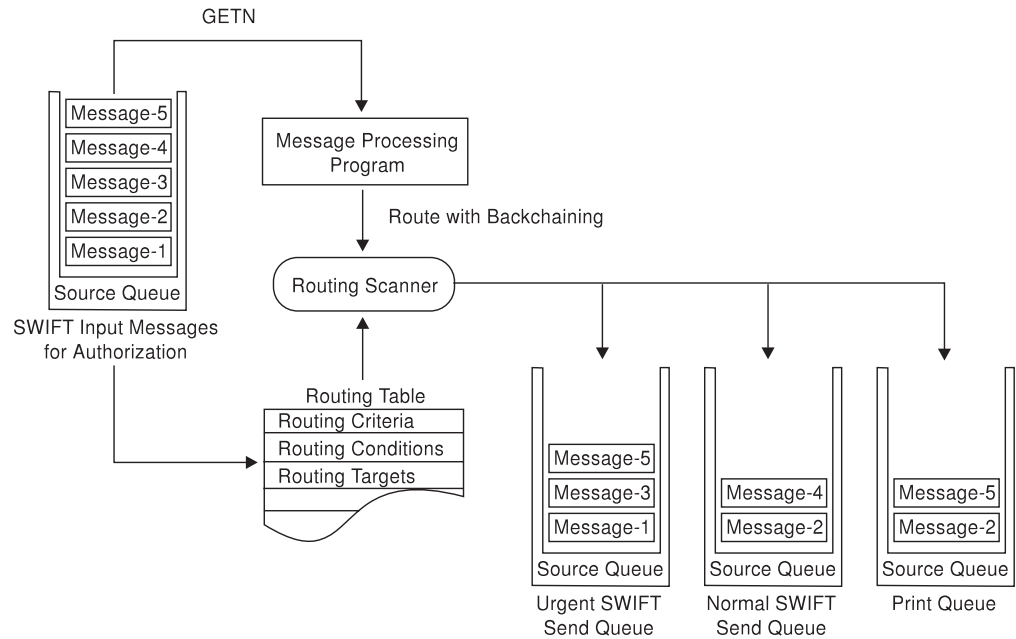 GETN
Message-5
Message-4
Message-3
Message-2
Message-1
Source Queue
SWIFT Input Messages
for Authorization
Message Processing
Program
Route with Backchaining
Routing Scanner
Routing Table
Routing Criteria
Routing Conditions
Routing Targets
Message-5
Message-3
Message-1
Source Queue
Urgent SWIFT
Send Queue
Message-4
Message-2
Source Queue
Normal SWIFT
Send Queue
Message-5
Message-2
Source Queue
Print Queue